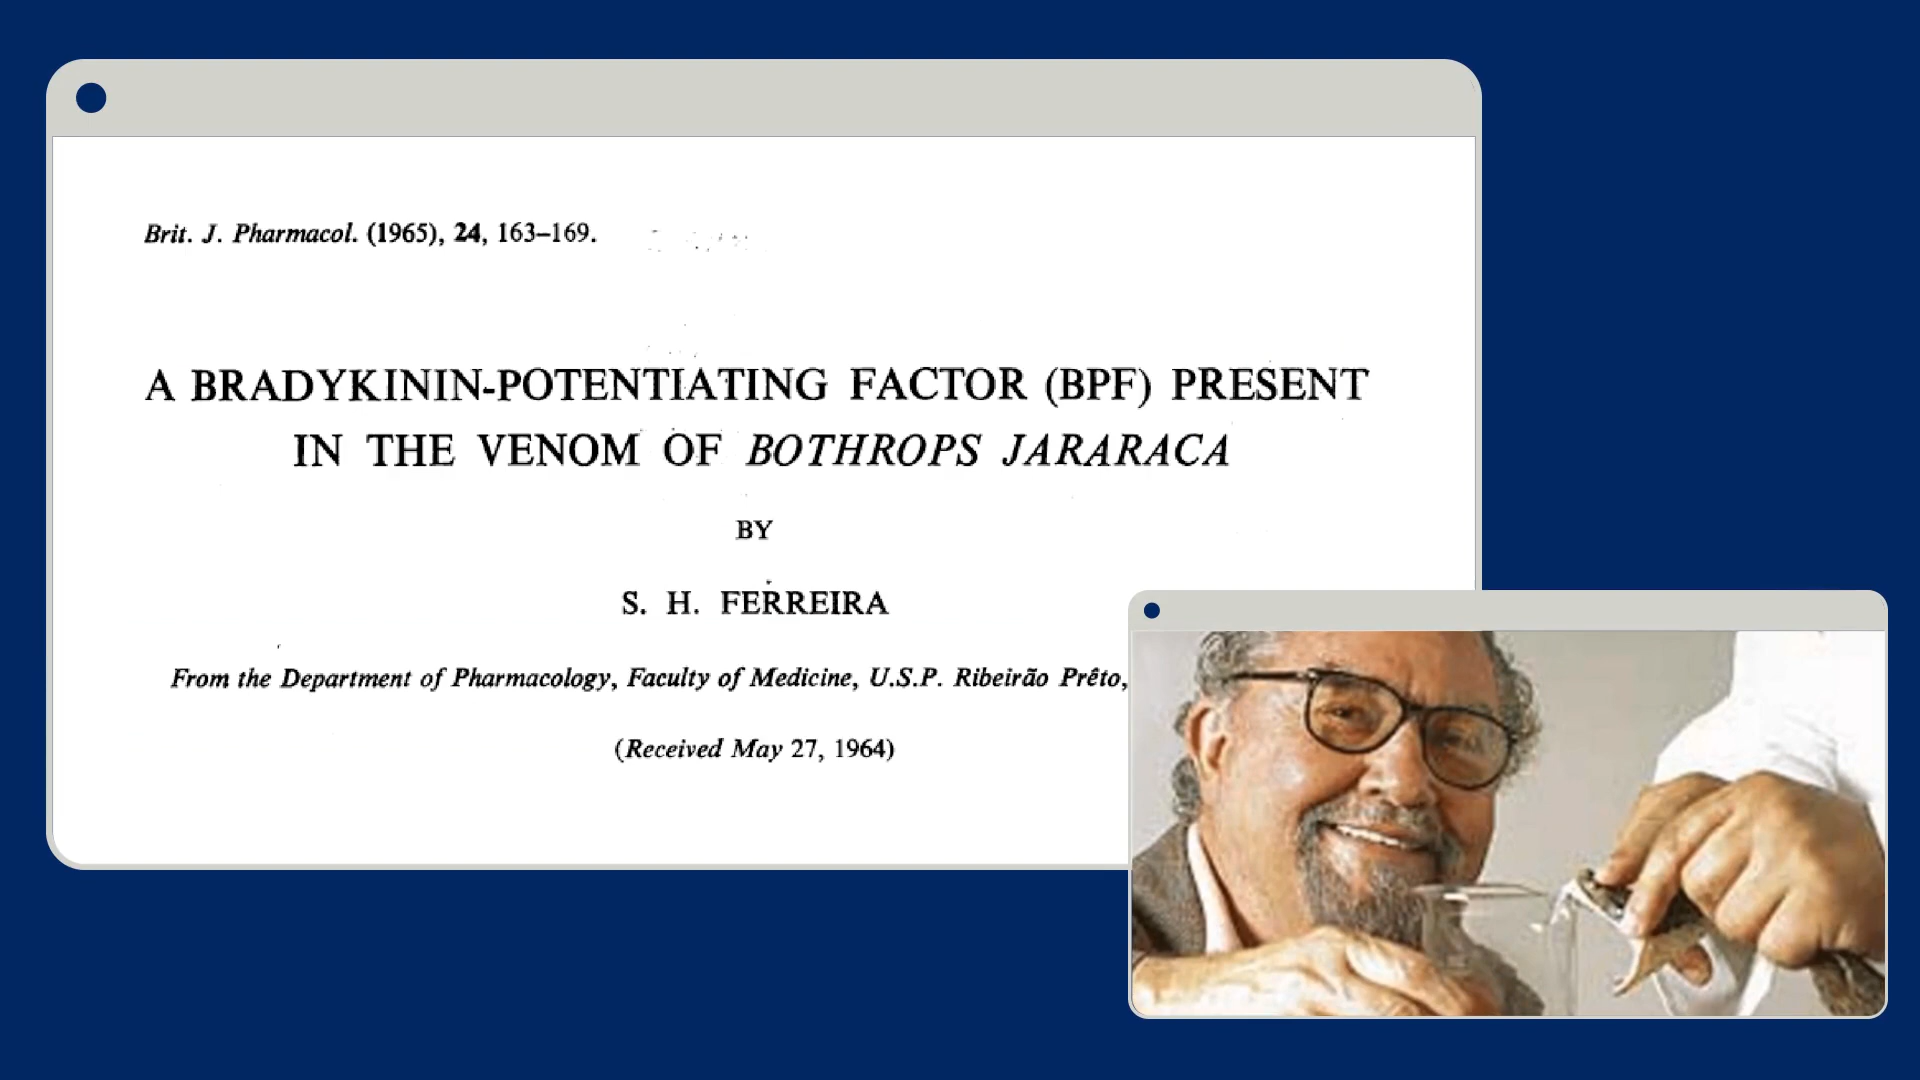 Brit. J. Pharmacol. (1965), 24, 163–169.
A BRADYKININ-POTENTIATING FACTOR (BPF) PRESENT
IN THE VENOM OF BOTHROPS JARARACA
BY
S. H. FERREIRA
From the Department of Pharmacology, Faculty of Medicine, U.S.P. Ribeirão Prêto,
(Received May 27, 1964)